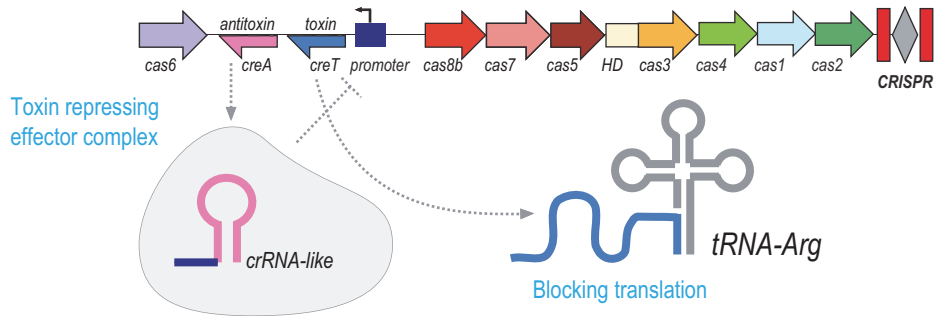 antitoxin toxin
cas6 creA creT promoter cas8b cas7 cas5 HD cas3 cas4 cas1 cas2 CRISPR
Toxin repressing
effector complex
crRNA-like
tRNA-Arg
Blocking translation